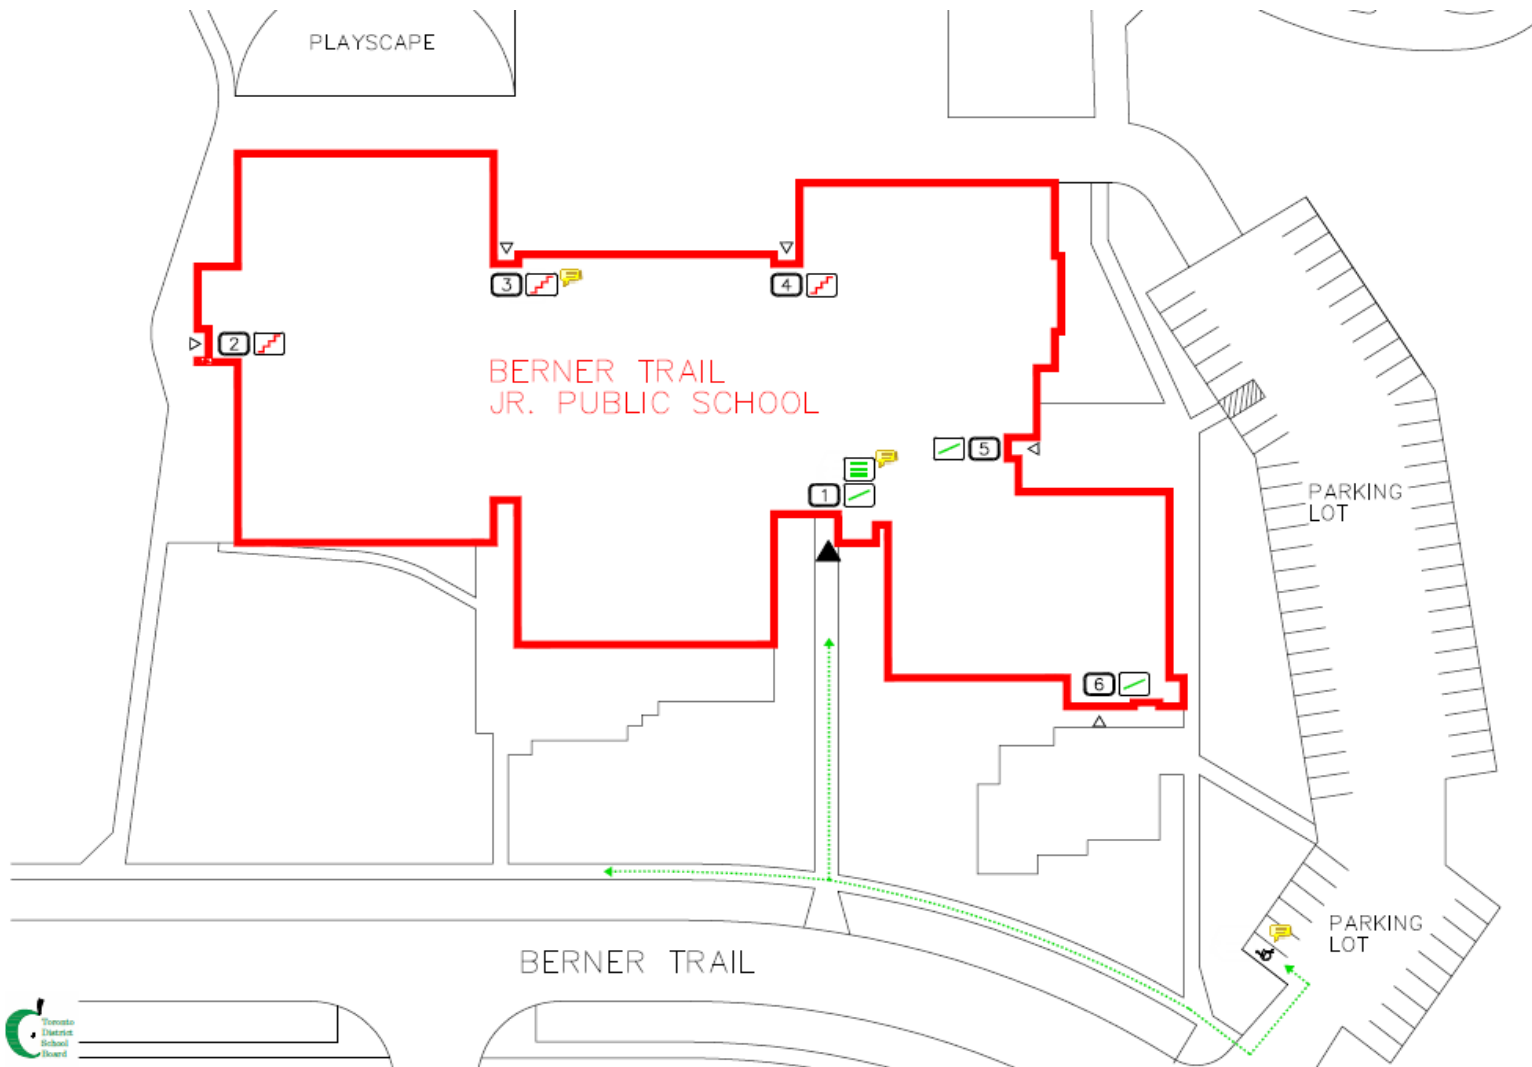 PLAYSCAPE
3
4
2
BERNER TRAIL
JR. PUBLIC SCHOOL
5
1
PARKING
LOT
6
PARKING
LOT
BERNER TRAIL
Toronto
District
School
Board